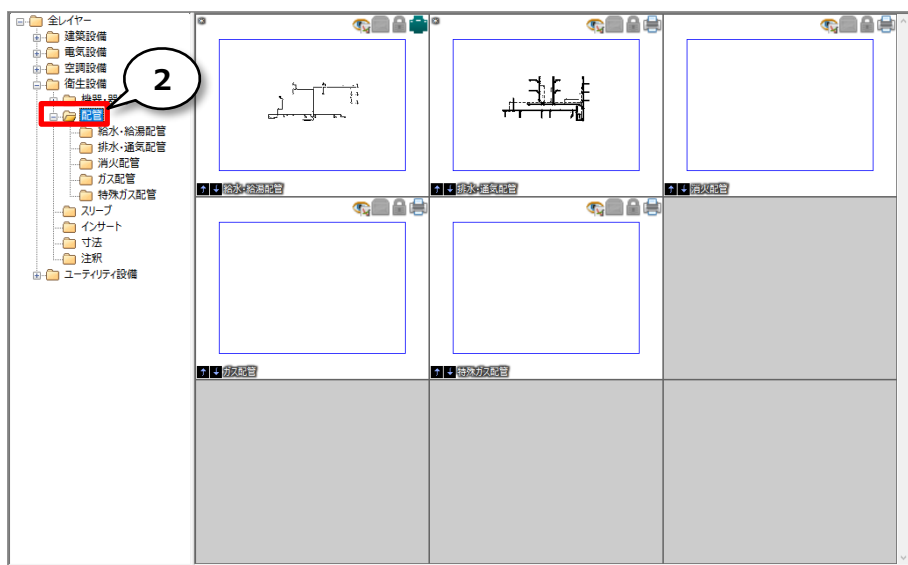 全レイヤー
建築設備
電気設備
空調設備
衛生設備
2
配管
給水・給湯配管
排水・通気配管
消火配管
ガス配管
特殊ガス配管
スリーブ
インサート
寸法
注釈
ユーティリティ設備
給水・給湯配管
排水・通気配管
消火配管
ガス配管
特殊ガス配管